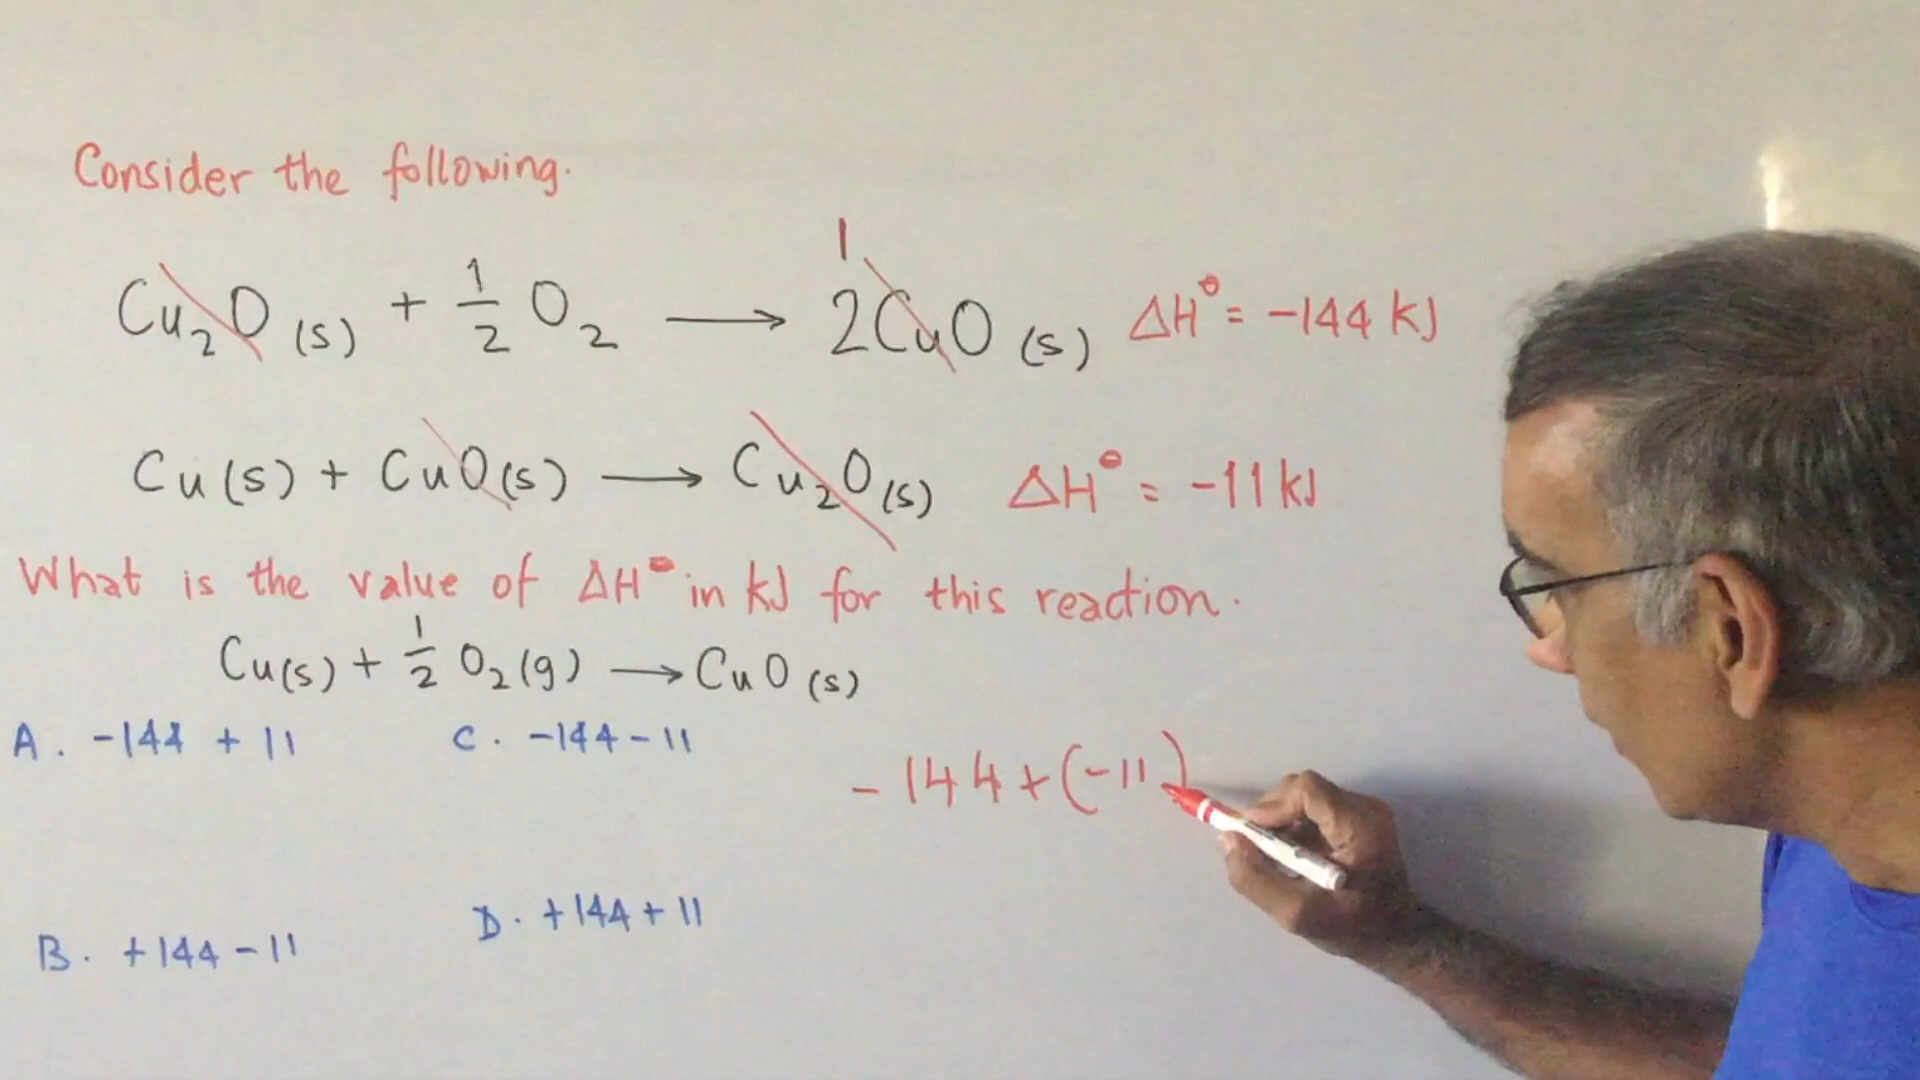 Consider the following.
1
Cu₂O (s) + 1/2 O₂ → 2CuO (s) ΔH° = -144 kJ
Cu (s) + CuO(s) → Cu₂O (s) ΔH° = -11 kJ
What is the value of ΔH° in kJ for this reaction.
Cu(s) + 1/2 O₂ (g) → CuO (s)
A. -144 + 11
C. -144 - 11
- 144 + (-11)
B. +144 - 11
D. +144 + 11